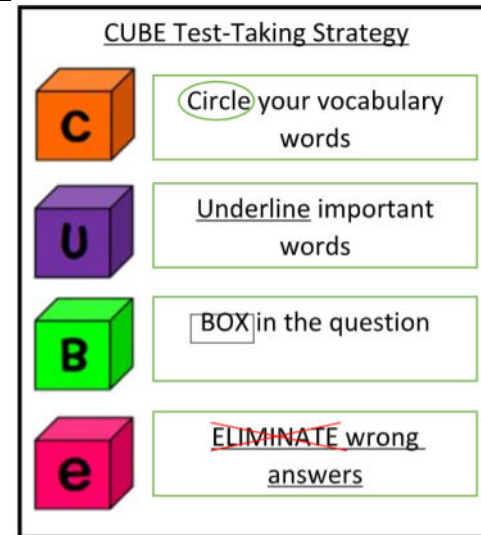 CUBE Test-Taking Strategy
C
Circle your vocabulary
words
U
Underline important
words
B
BOX in the question
e
ELIMINATE wrong
answers